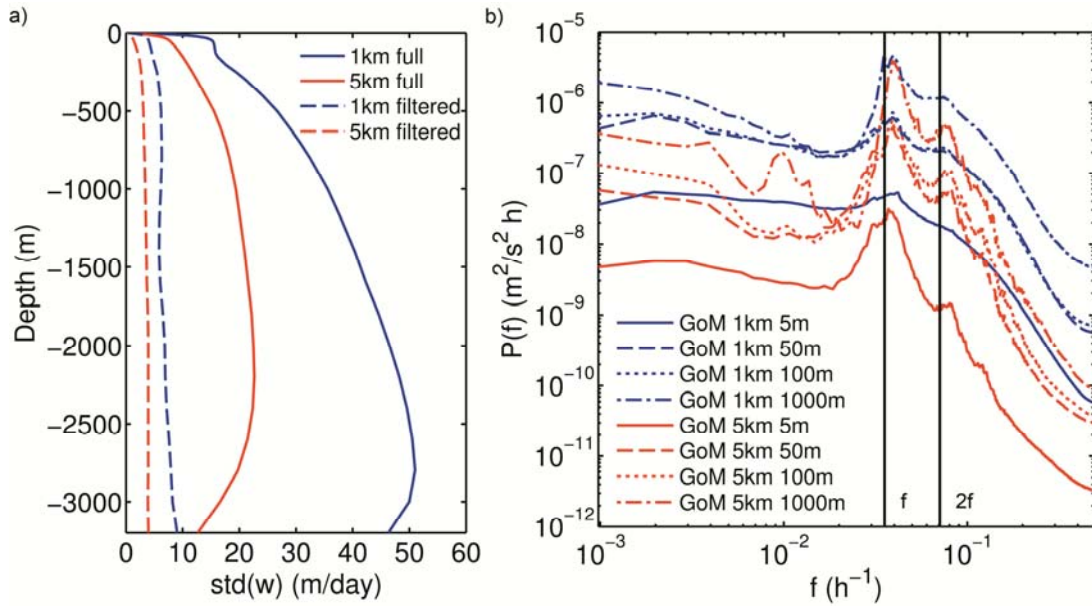 a)
0
−500
−1000
−1500
−2000
−2500
−3000
Depth (m)
0 10 20 30 40 50 60
std(w) (m/day)
1km full
5km full
1km filtered
5km filtered
b)
10⁻⁵
10⁻⁶
10⁻⁷
10⁻⁸
10⁻⁹
10⁻¹⁰
10⁻¹¹
10⁻¹²
P(f) (m²/s² h)
GoM 1km 5m
GoM 1km 50m
GoM 1km 100m
GoM 1km 1000m
GoM 5km 5m
GoM 5km 50m
GoM 5km 100m
GoM 5km 1000m
f 2f
10⁻³ 10⁻² 10⁻¹
f (h⁻¹)